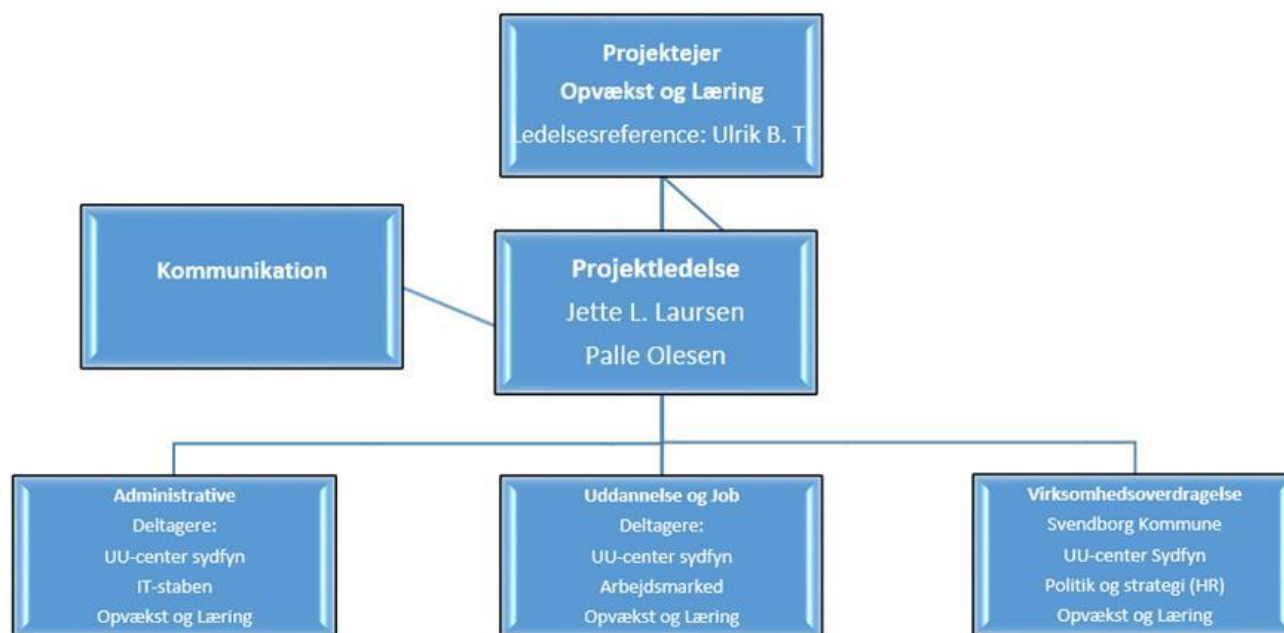 Projektejer
Opvækst og Læring
Ledelsesreference: Ulrik B. T
Kommunikation
Projektledelse
Jette L. Laursen
Palle Olesen
Administrative
Deltagere:
UU-center sydfyn
IT-staben
Opvækst og Læring
Uddannelse og Job
Deltagere:
UU-center sydfyn
Arbejdsmarked
Opvækst og Læring
Virksomhedsoverdragelse
Svendborg Kommune
UU-center Sydfyn
Politik og strategi (HR)
Opvækst og Læring